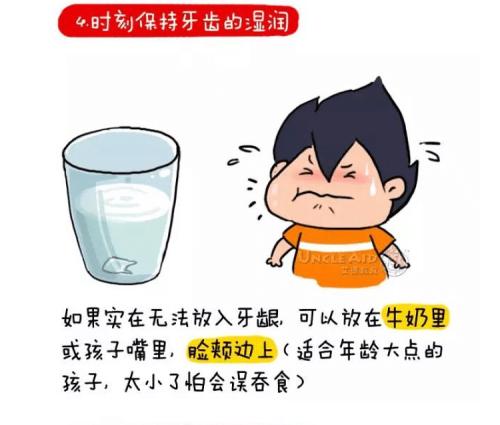 4.时刻保持牙齿的湿润
UNCLE AID
如果实在无法放入牙龈，可以放在牛奶里
或孩子嘴里，脸颊边上（适合年龄大点的
孩子，太小了怕会误吞食）